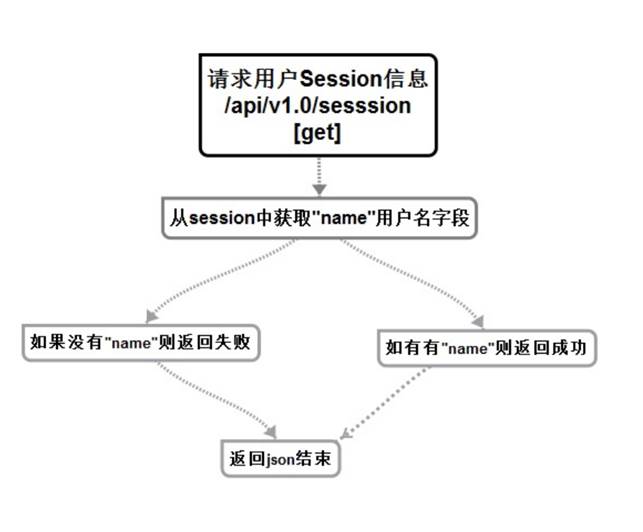 请求用户Session信息
/api/v1.0/sesssion
[get]
从session中获取"name"用户名字段
如果没有"name"则返回失败
如有有"name"则返回成功
返回json结束